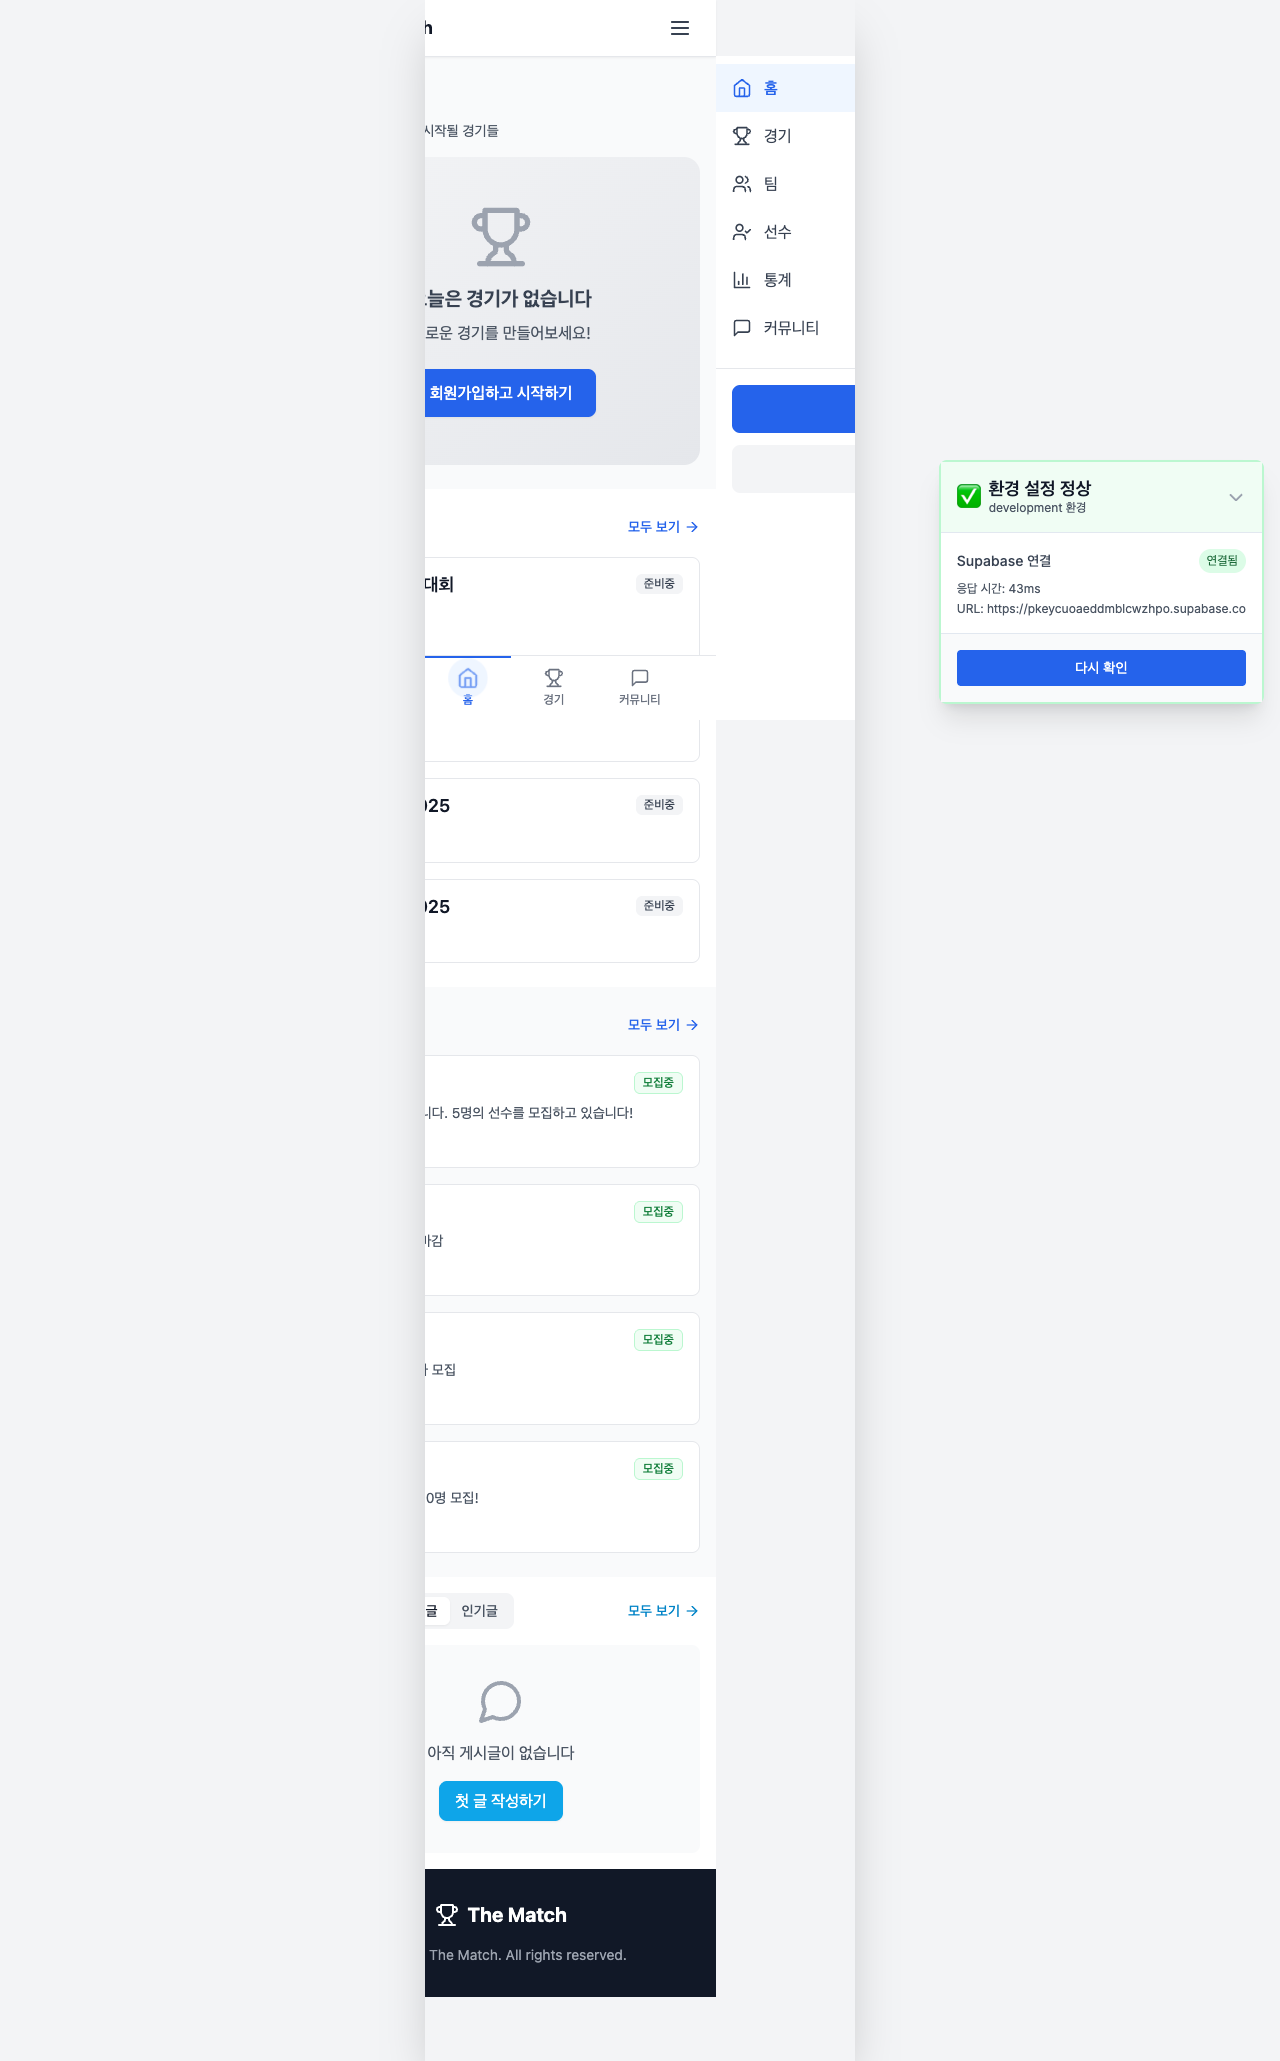 h
시작될 경기들
늘은 경기가 없습니다
로운 경기를 만들어보세요!
회원가입하고 시작하기
모두 보기
대회
준비중
홈
경기
커뮤니티
025
준비중
025
준비중
모두 보기
모집중
니다. 5명의 선수를 모집하고 있습니다!
모집중
마감
모집중
모집
모집중
0명 모집!
글
인기글
모두 보기
아직 게시글이 없습니다
첫 글 작성하기
The Match
The Match. All rights reserved.
홈
경기
팀
선수
통계
커뮤니티
환경 설정 정상
development 환경
Supabase 연결
연결됨
응답 시간: 43ms
URL: https://pkeycuoaeddmblcwzhpo.supabase.co
다시 확인